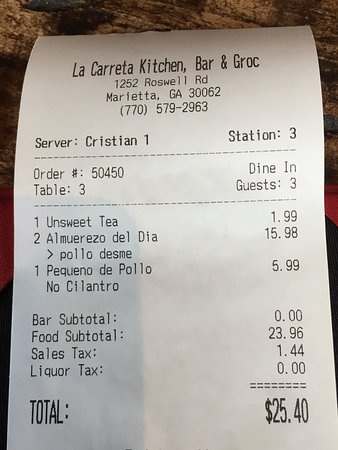 La Carreta Kitchen, Bar & Groc
1252 Roswell Rd
Marietta, GA 30062
(770) 579-2963
Server: Cristian 1 Station: 3
Order #: 50450 Dine In
Table: 3 Guests: 3
1 Unsweet Tea 1.99
2 Almuerezo del Dia 15.98
> pollo desme
1 Pequeno de Pollo 5.99
No Cilantro
Bar Subtotal: 0.00
Food Subtotal: 23.96
Sales Tax: 1.44
Liquor Tax: 0.00
========
TOTAL: $25.40